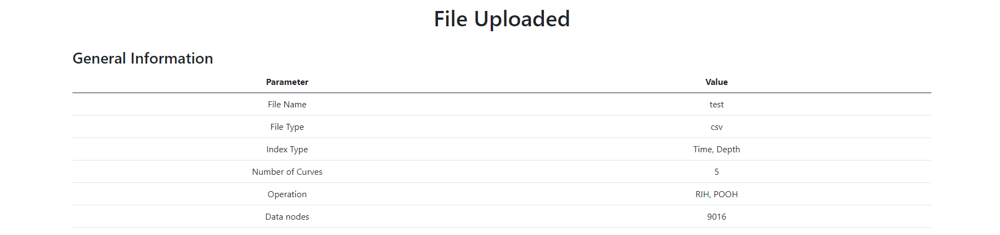 File Uploaded
General Information
Parameter Value
File Name test
File Type csv
Index Type Time, Depth
Number of Curves 5
Operation RIH, POOH
Data nodes 9016